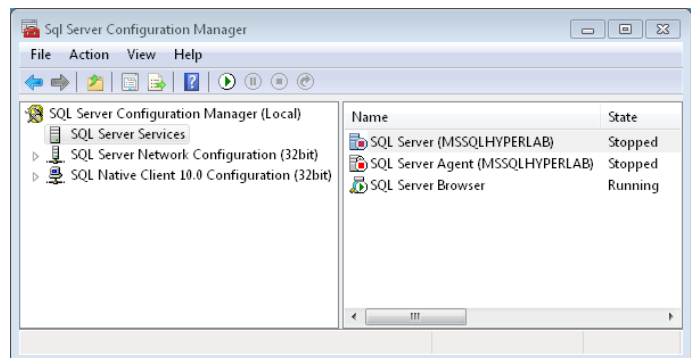 Sql Server Configuration Manager
File Action View Help
SQL Server Configuration Manager (Local)
SQL Server Services
SQL Server Network Configuration (32bit)
SQL Native Client 10.0 Configuration (32bit)
Name State
SQL Server (MSSQLHYPERLAB) Stopped
SQL Server Agent (MSSQLHYPERLAB) Stopped
SQL Server Browser Running